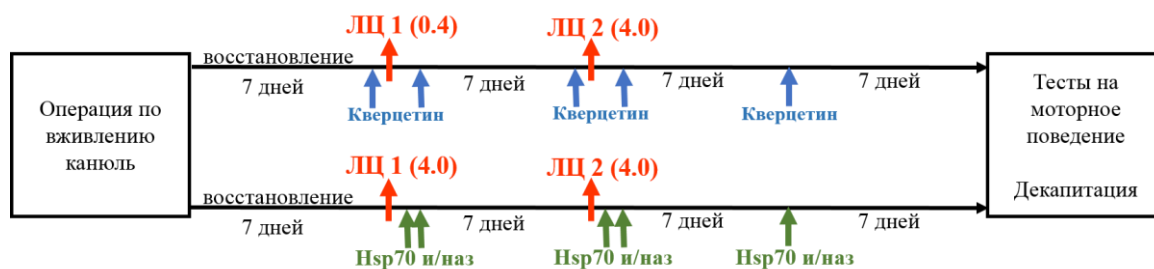 Операция по
вживлению
канюль
ЛЦ 1 (0.4)
ЛЦ 2 (4.0)
восстановление
7 дней
7 дней
7 дней
7 дней
Кверцетин
Кверцетин
Кверцетин
ЛЦ 1 (4.0)
ЛЦ 2 (4.0)
восстановление
7 дней
7 дней
7 дней
7 дней
Hsp70 и/наз
Hsp70 и/наз
Hsp70 и/наз
Тесты на
моторное
поведение
Декапитация